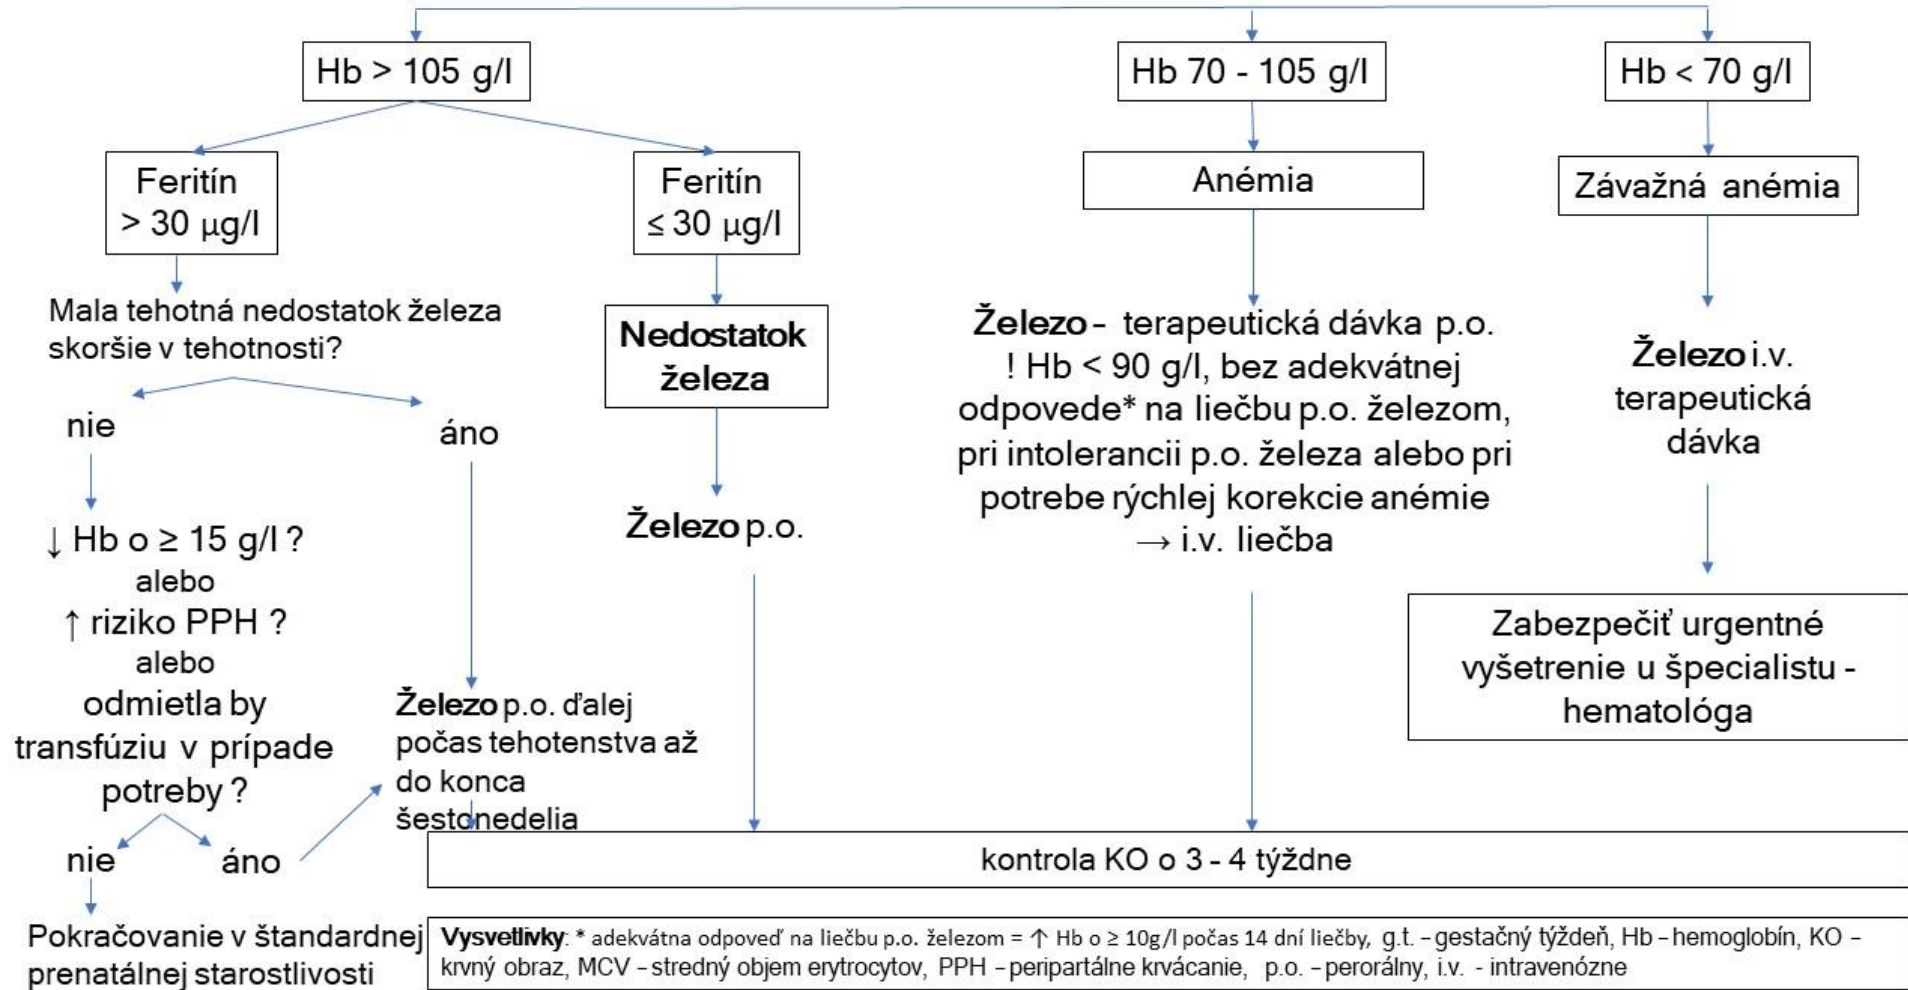 Hb > 105 g/l
Hb 70 - 105 g/l
Hb < 70 g/l
Feritín
> 30 µg/l
Feritín
≤ 30 µg/l
Anémia
Závažná anémia
Mala tehotná nedostatok železa
skoršie v tehotnosti?
nie
áno
↓ Hb o ≥ 15 g/l ?
alebo
↑ riziko PPH ?
alebo
odmietla by
transfúziu v prípade
potreby ?
nie
áno
Pokračovanie v štandardnej
prenatálnej starostlivosti
Železo p.o. ďalej
počas tehotenstva až
do konca
šestonedelia
Nedostatok
železa
Železo p.o.
Železo - terapeutická dávka p.o.
! Hb < 90 g/l, bez adekvátnej
odpovede* na liečbu p.o. železom,
pri intolerancii p.o. železa alebo pri
potrebe rýchlej korekcie anémie
→ i.v. liečba
Železo i.v.
terapeutická
dávka
Zabezpečiť urgentné
vyšetrenie u špecialistu -
hematológa
kontrola KO o 3 - 4 týždne
Vysvetlivky: * adekvátna odpoveď na liečbu p.o. železom = ↑ Hb o ≥ 10g/l počas 14 dní liečby, g.t. – gestačný týždeň, Hb – hemoglobín, KO –
krvný obraz, MCV – stredný objem erytrocytov, PPH – peripartálne krvácanie, p.o. – perorálny, i.v. - intravenózne